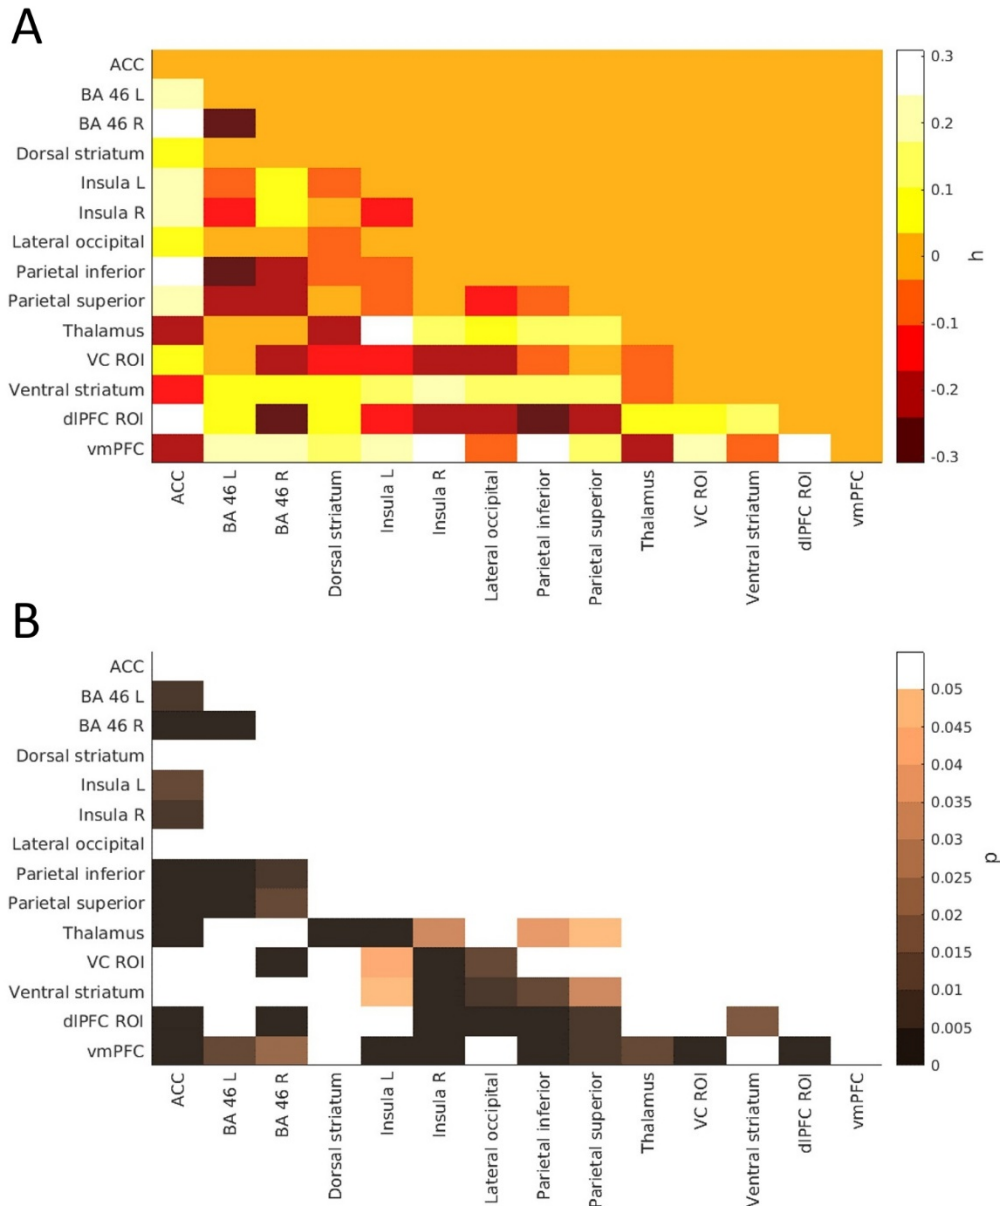 A
ACC
BA 46 L
BA 46 R
Dorsal striatum
Insula L
Insula R
Lateral occipital
Parietal inferior
Parietal superior
Thalamus
VC ROI
Ventral striatum
dlPFC ROI
vmPFC
ACC
BA 46 L
BA 46 R
Dorsal striatum
Insula L
Insula R
Lateral occipital
Parietal inferior
Parietal superior
Thalamus
VC ROI
Ventral striatum
dlPFC ROI
vmPFC
0.3
0.2
0.1
0
-0.1
-0.2
-0.3
h
B
ACC
BA 46 L
BA 46 R
Dorsal striatum
Insula L
Insula R
Lateral occipital
Parietal inferior
Parietal superior
Thalamus
VC ROI
Ventral striatum
dlPFC ROI
vmPFC
ACC
BA 46 L
BA 46 R
Dorsal striatum
Insula L
Insula R
Lateral occipital
Parietal inferior
Parietal superior
Thalamus
VC ROI
Ventral striatum
dlPFC ROI
vmPFC
0.05
0.045
0.04
0.035
0.03
0.025
0.02
0.015
0.01
0.005
0
p